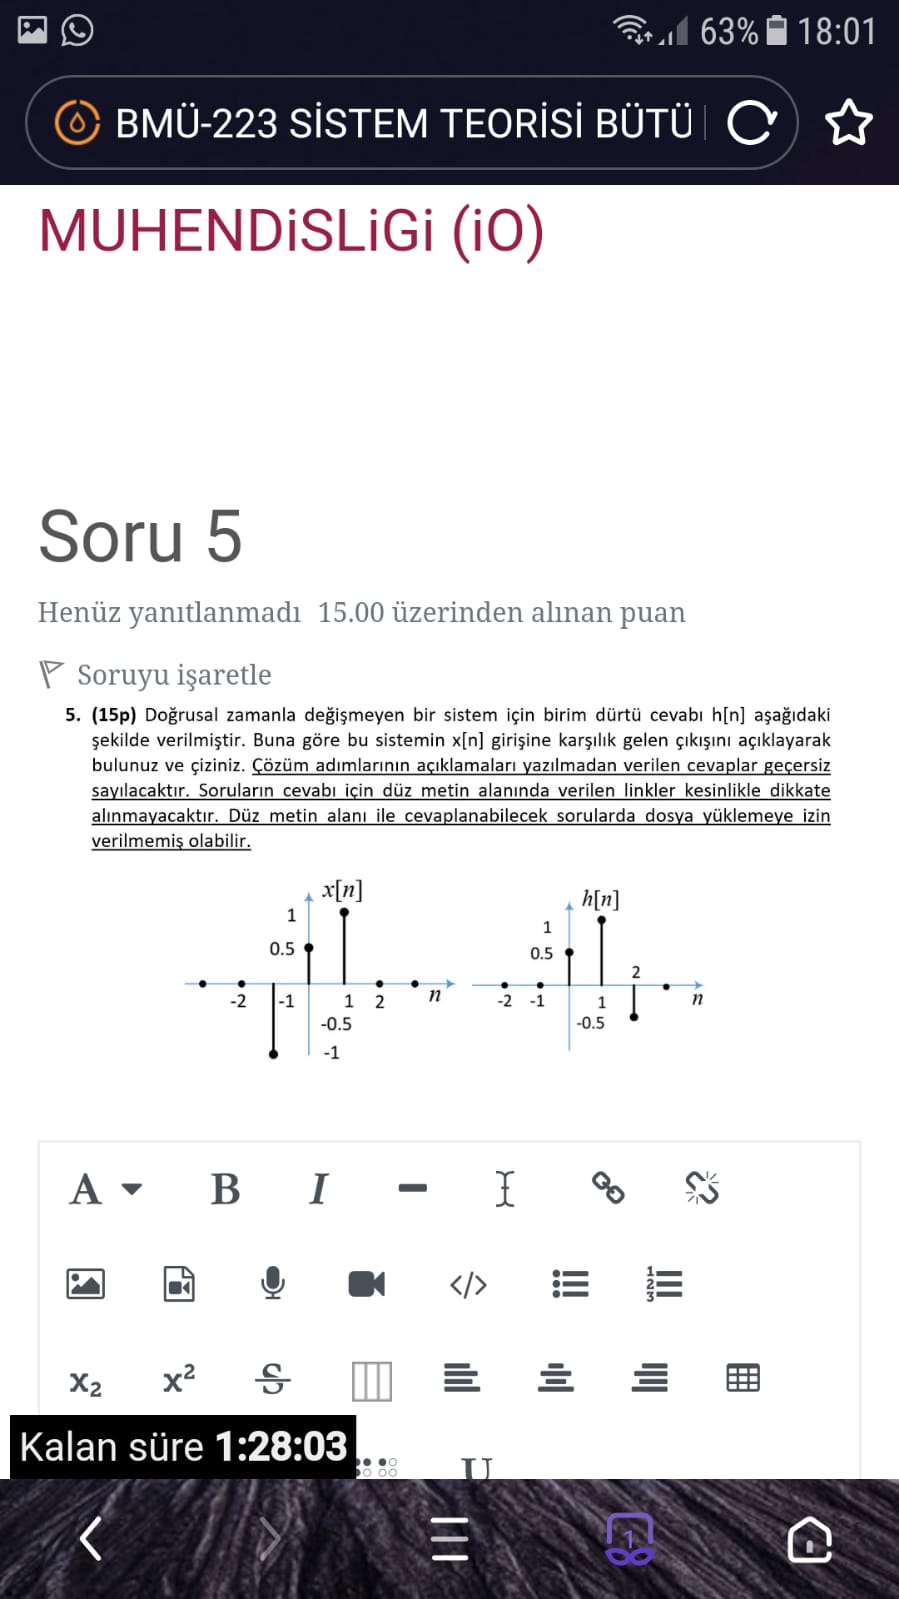 63% 18:01
BMÜ-223 SİSTEM TEORİSİ BÜTÜ
MUHENDiSLiGi (iO)
Soru 5
Henüz yanıtlanmadı 15.00 üzerinden alınan puan
Soruyu işaretle
5. (15p) Doğrusal zamanla değişmeyen bir sistem için birim dürtü cevabı h[n] aşağıdaki
şekilde verilmiştir. Buna göre bu sistemin x[n] girişine karşılık gelen çıkışını açıklayarak
bulunuz ve çiziniz. Çözüm adımlarının açıklamaları yazılmadan verilen cevaplar geçersiz
sayılacaktır. Soruların cevabı için düz metin alanında verilen linkler kesinlikle dikkate
alınmayacaktır. Düz metin alanı ile cevaplanabilecek sorularda dosya yüklemeye izin
verilmemiş olabilir.
x[n]
1
0.5
-2 -1 1 2 n
-0.5
-1
h[n]
1
0.5
2
-2 -1 1 n
-0.5
A B I
</>
1
2
3
X2 x² S
Kalan süre 1:28:03
U
1